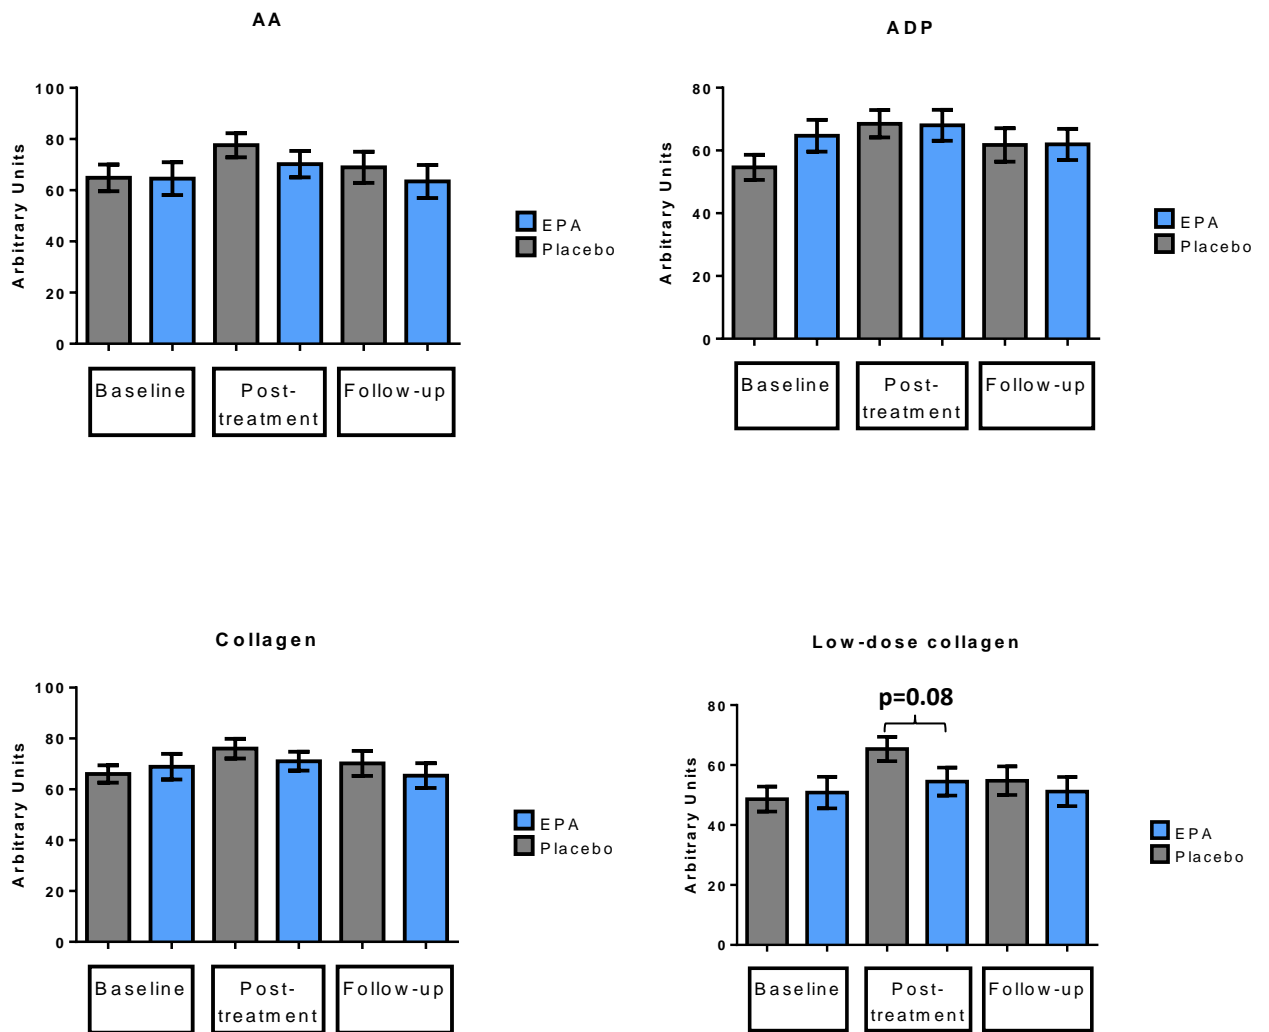 AA
Arbitrary Units
100
80
60
40
20
0
Baseline
Post-
treatment
Follow-up
EPA
Placebo
ADP
Arbitrary Units
80
60
40
20
0
Baseline
Post-
treatment
Follow-up
EPA
Placebo
Collagen
Arbitrary Units
100
80
60
40
20
0
Baseline
Post-
treatment
Follow-up
EPA
Placebo
Low-dose collagen
p=0.08
Arbitrary Units
80
60
40
20
0
Baseline
Post-
treatment
Follow-up
EPA
Placebo